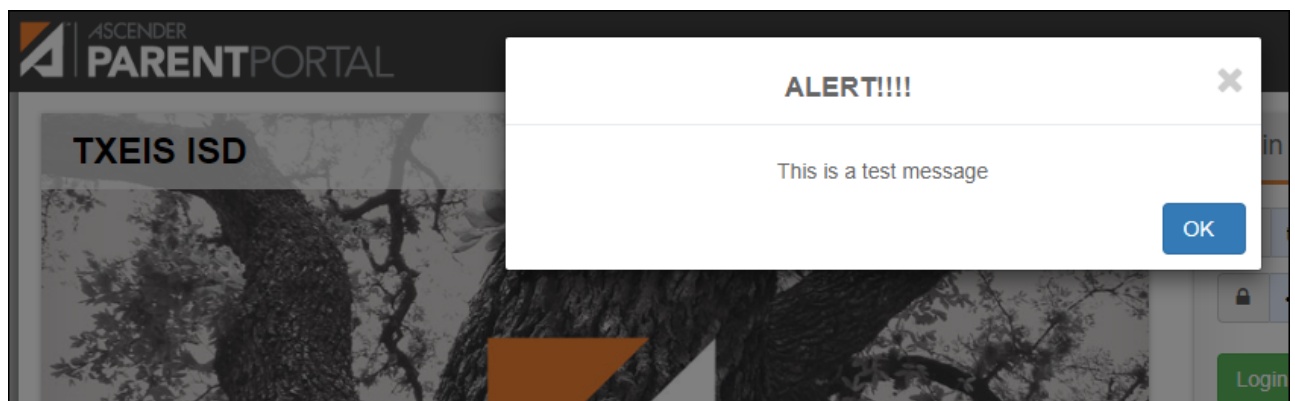 ASCENDER
PARENTPORTAL
ALERT!!!!
TXEIS ISD
This is a test message
OK
Login